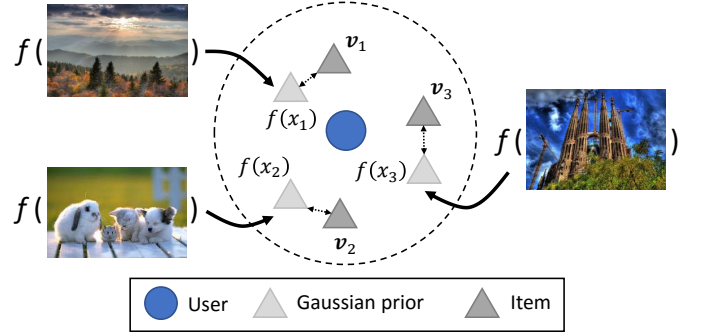 f( )
v₁
f(x₁)
v₃
f( )
f(x₂)
f(x₃)
f( )
v₂
User
Gaussian prior
Item